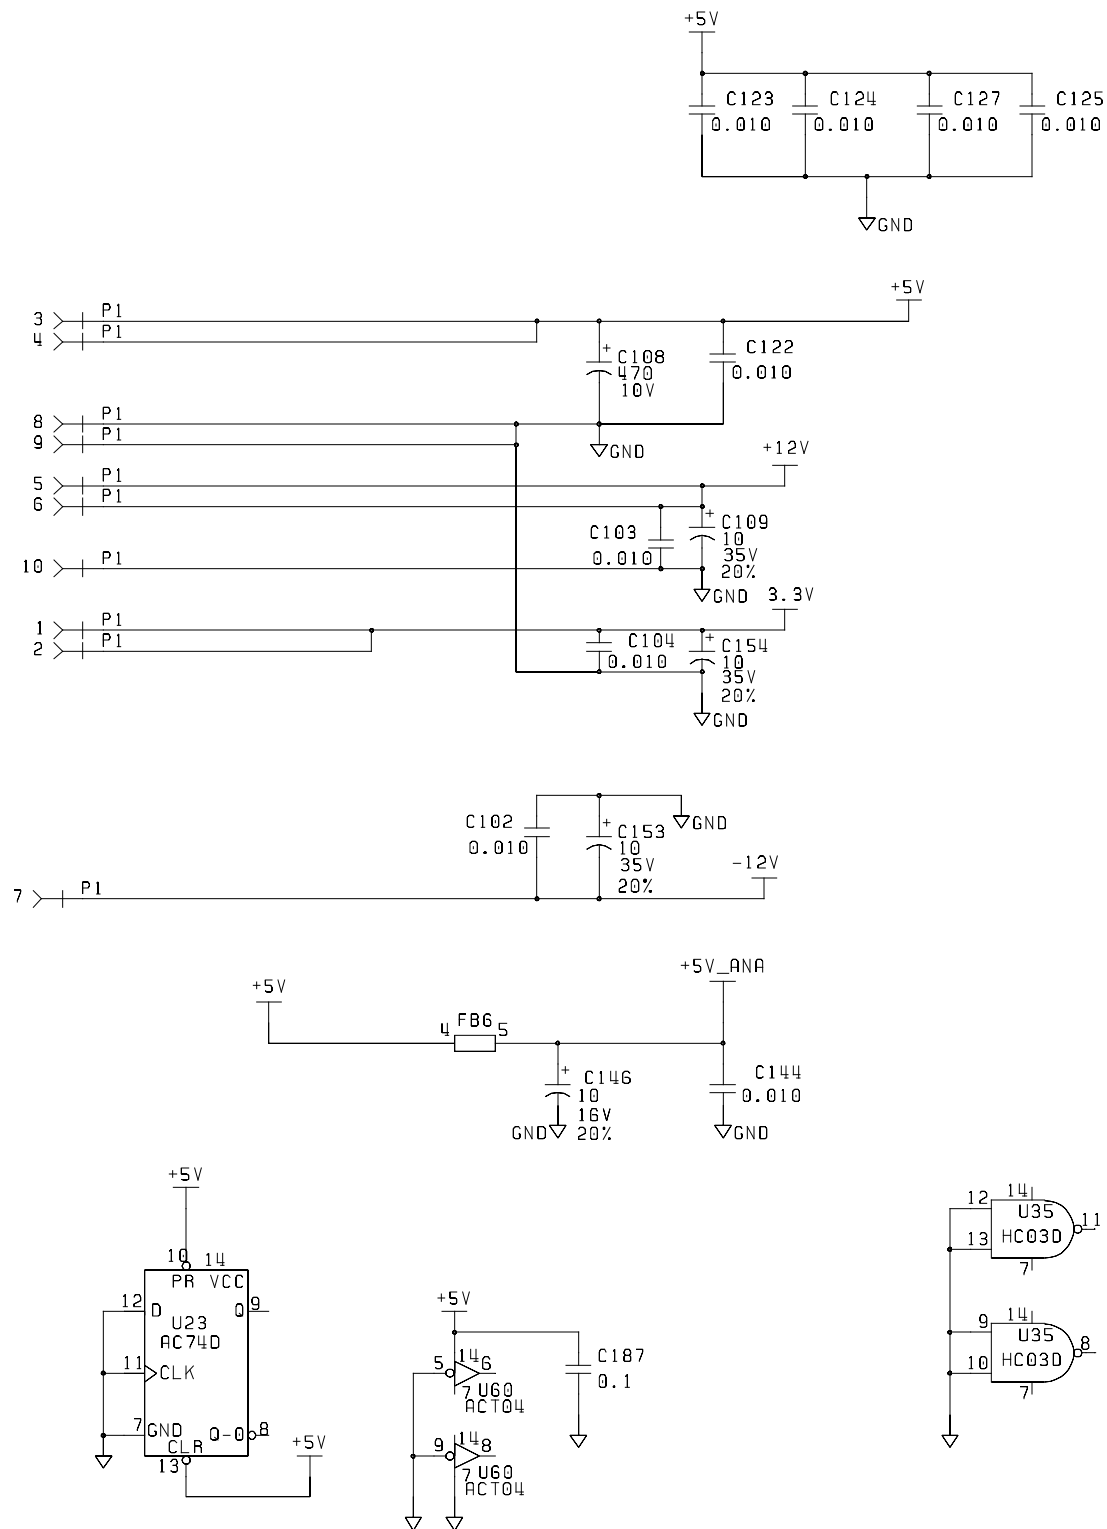 +5V
C123 C124 C127 C125
0.010 0.010 0.010 0.010
GND
+5V
3 P1
4 P1
C108
470
10V
+
C122
0.010
8 P1
9 P1
GND
+12V
5 P1
6 P1
C103
0.010
+
C109
10
35V
20%
10 P1
GND
3.3V
1 P1
2 P1
C104
0.010
+
C154
10
35V
20%
GND
C102
0.010
+
C153
10
35V
20%
GND
-12V
7 P1
+5V_ANA
+5V
4 FB6 5
+
C146
10
16V
20%
GND
C144
0.010
GND
+5V
10 14
PR VCC
12 D Q 9
U23
AC74D
11 CLK
7 GND Q-0 8
CLR
13
+5V
+5V
5 14 6
7 U60
ACT04
C187
0.1
9 14 8
7 U60
ACT04
12 14
U35 11
13 HC03D
7
9 14
U35 8
10 HC03D
7